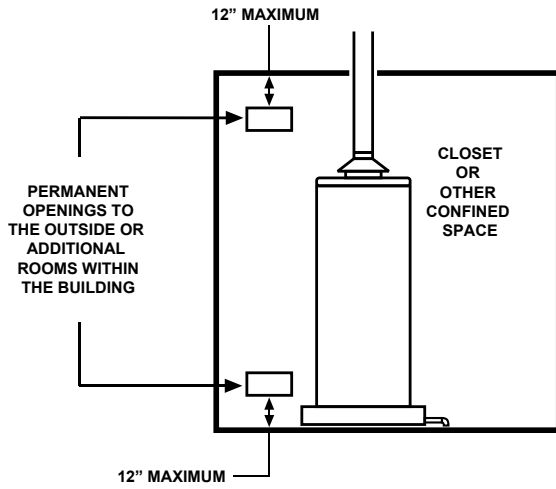 12” MAXIMUM
PERMANENT
OPENINGS TO
THE OUTSIDE OR
ADDITIONAL
ROOMS WITHIN
THE BUILDING
CLOSET
OR
OTHER
CONFINED
SPACE
12” MAXIMUM